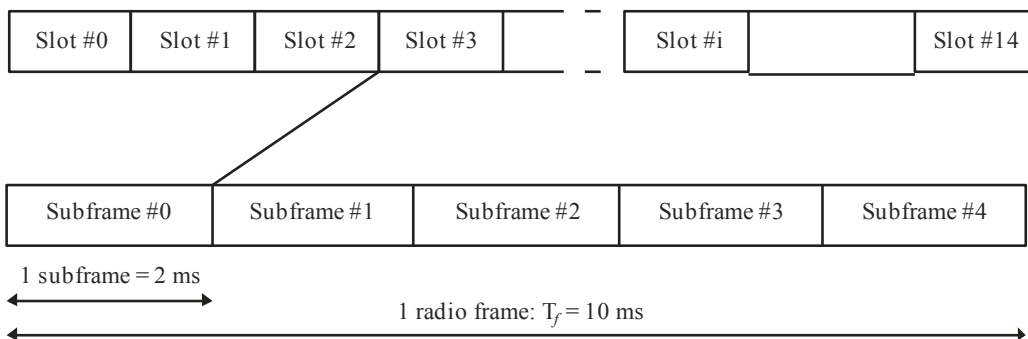 Slot #0 Slot #1 Slot #2 Slot #3 Slot #i Slot #14
Subframe #0 Subframe #1 Subframe #2 Subframe #3 Subframe #4
1 subframe = 2 ms
1 radio frame: Tf = 10 ms